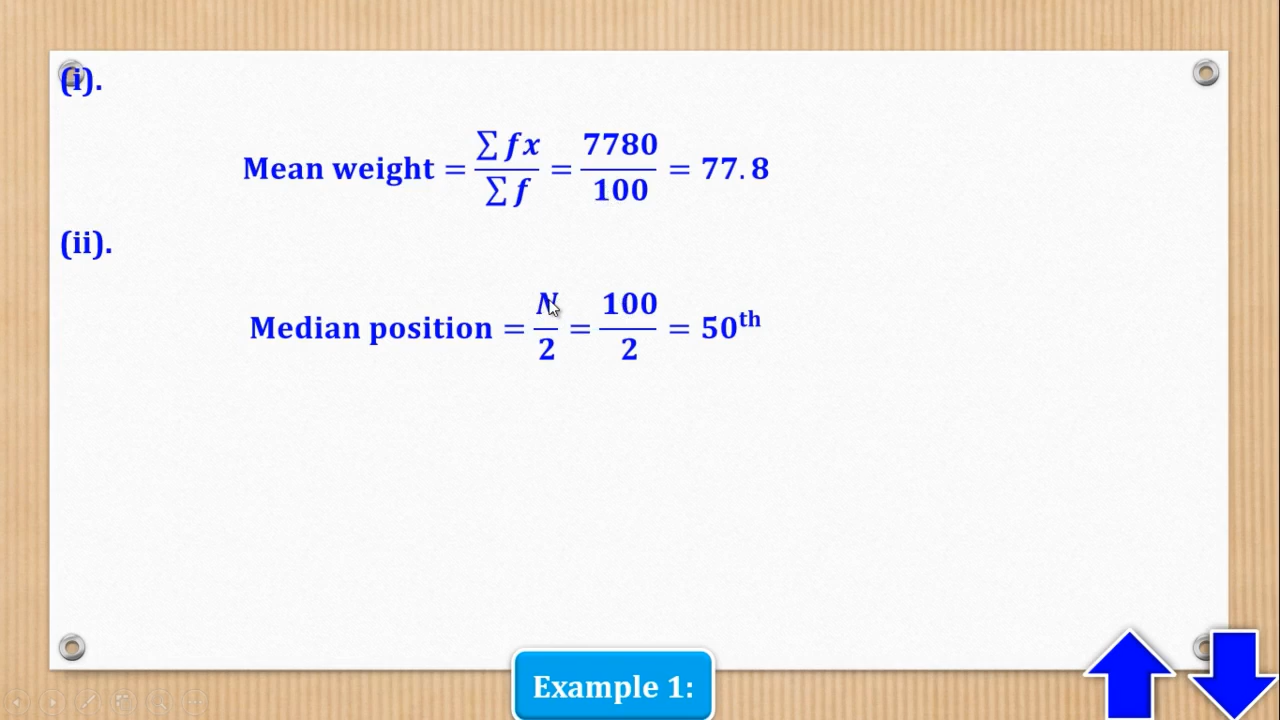 (i).
Mean weight = ∑ fx / ∑ f = 7780 / 100 = 77.8
(ii).
Median position = N / 2 = 100 / 2 = 50th
Example 1: